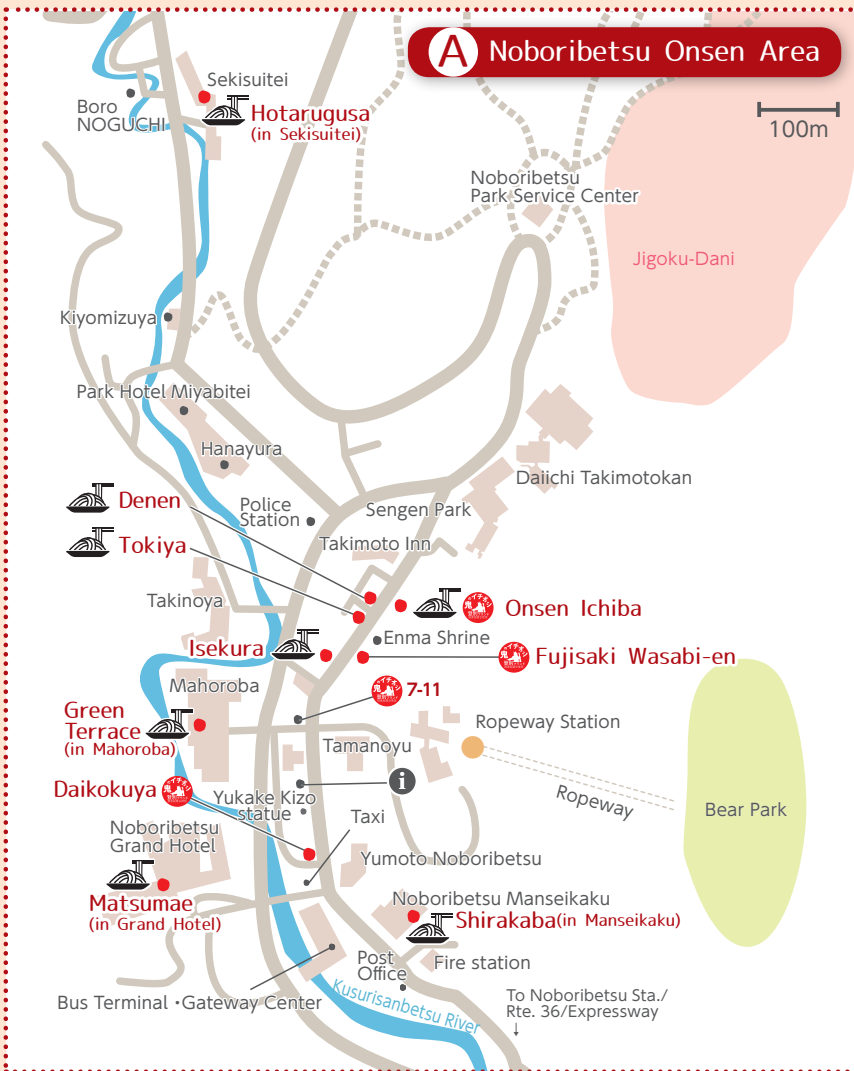 A Noboribetsu Onsen Area
100m
Sekisuitei
Boro
NOGUCHI
Hotarugusa
(in Sekisuitei)
Noboribetsu
Park Service Center
Jigoku-Dani
Kiyomizuya
Park Hotel Miyabitei
Hanayura
Daiichi Takimotokan
Denen
Police
Station
Sengen Park
Tokiya
Takimoto Inn
Takinoya
Onsen Ichiba
Enma Shrine
Isekura
Fujisaki Wasabi-en
Mahoroba
7-11
Green
Terrace
(in Mahoroba)
Ropeway Station
Tamanoyu
i
Daikokuya
Yukake Kizo
statue
Ropeway
Bear Park
Taxi
Noboribetsu
Grand Hotel
Yumoto Noboribetsu
Matsumae
(in Grand Hotel)
Noboribetsu Manseikaku
Shirakaba(in Manseikaku)
Post
Office
Fire station
Bus Terminal・Gateway Center
Kusurisanbetsu River
To Noboribetsu Sta./
Rte. 36/Expressway
↓